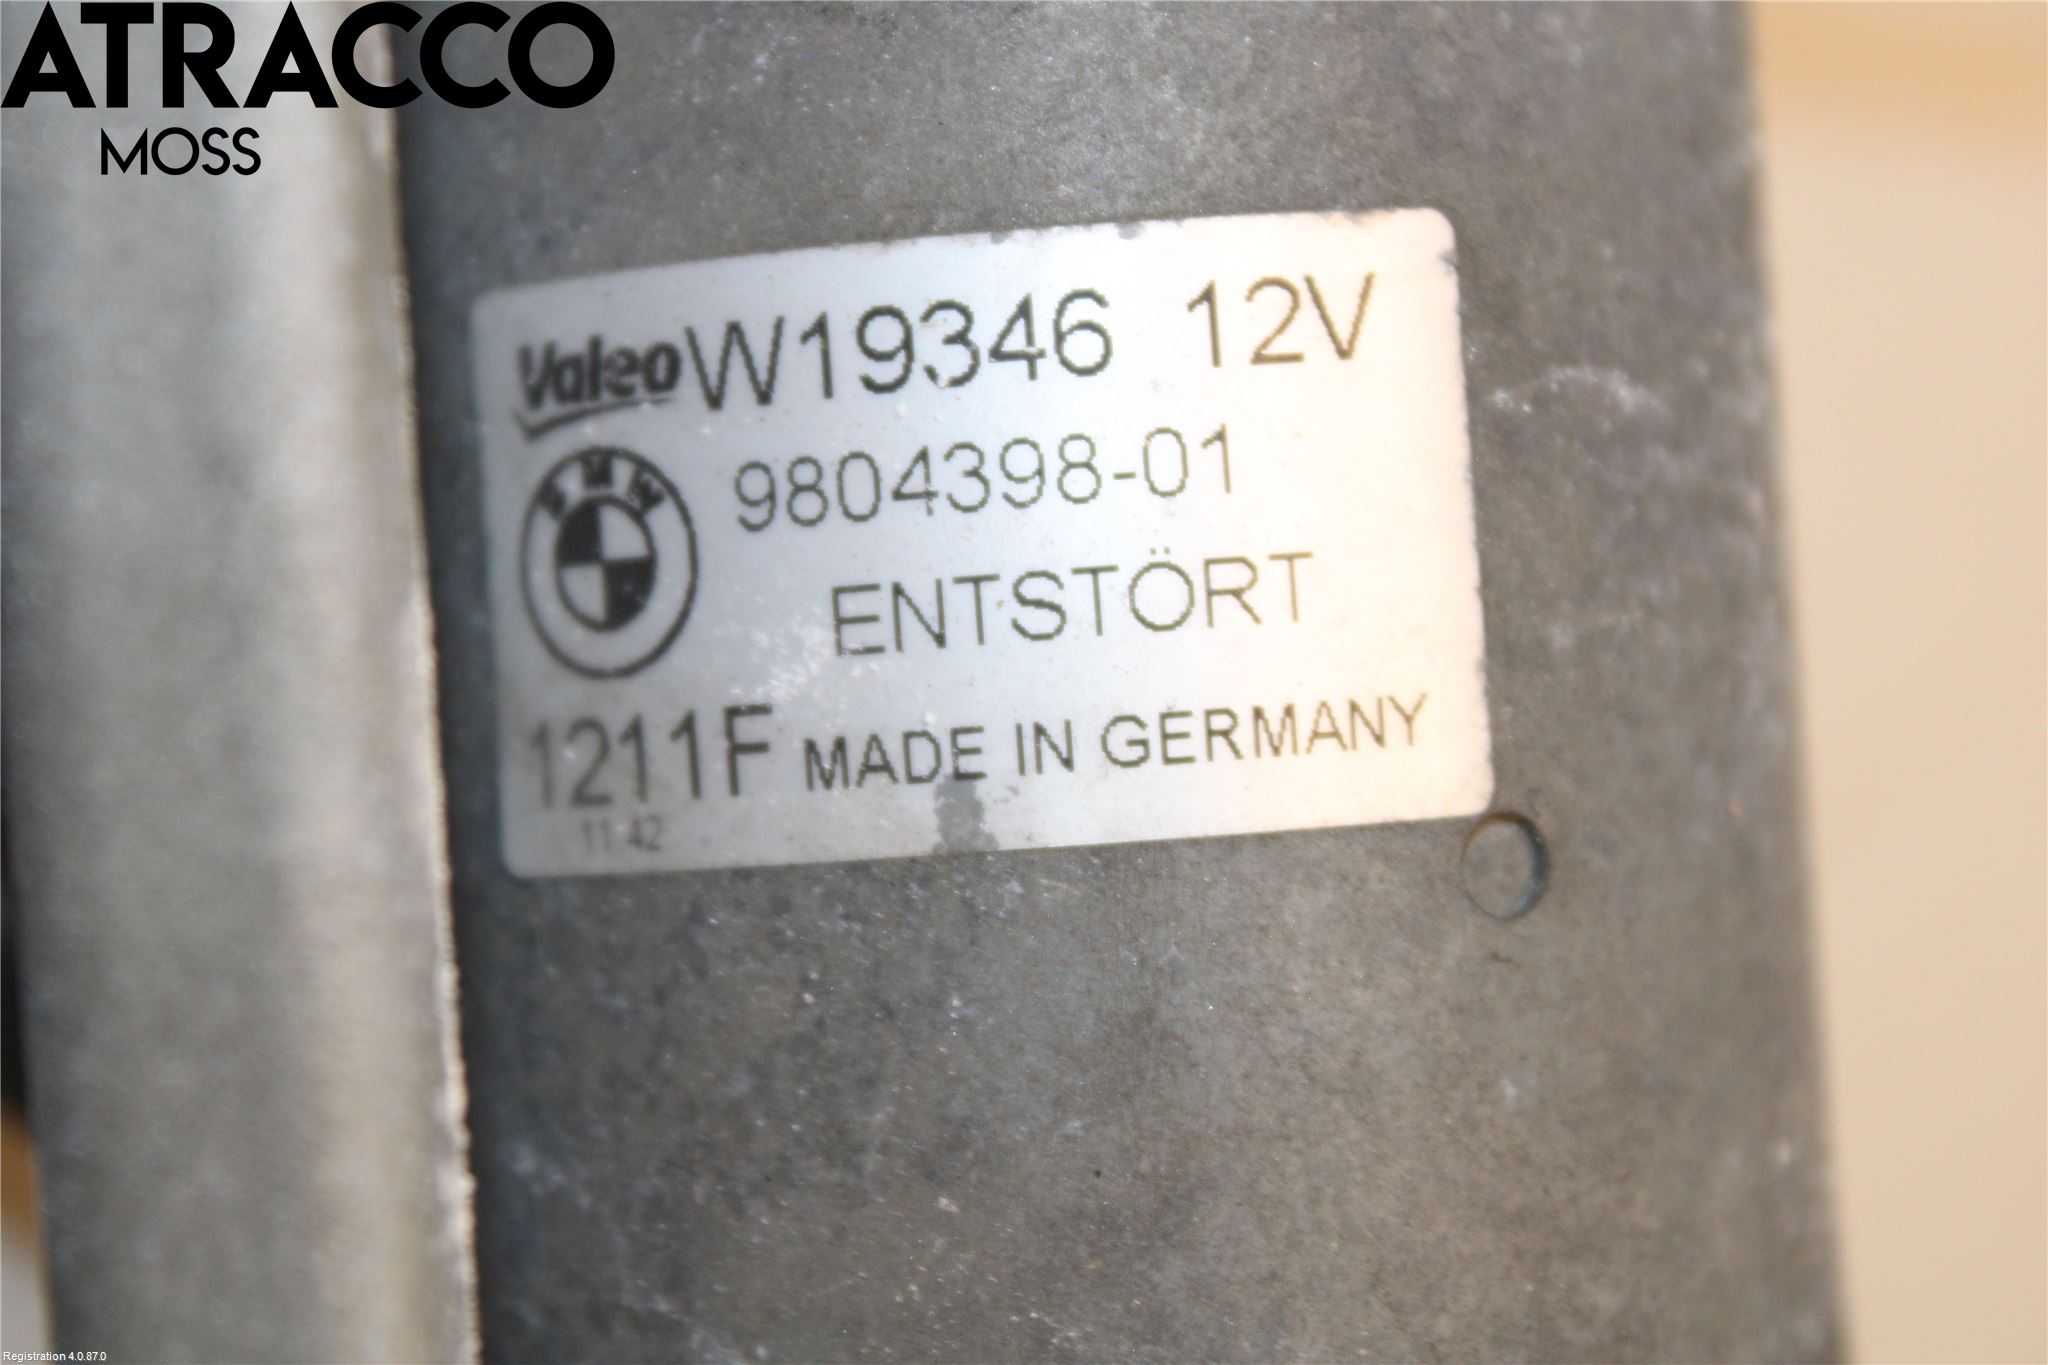 ATRACCO
MOSS
Valeo W19346 12V
BMW
9804398-01
ENTSTÖRT
1211F MADE IN GERMANY
11:42
Registration 4.0.87.0